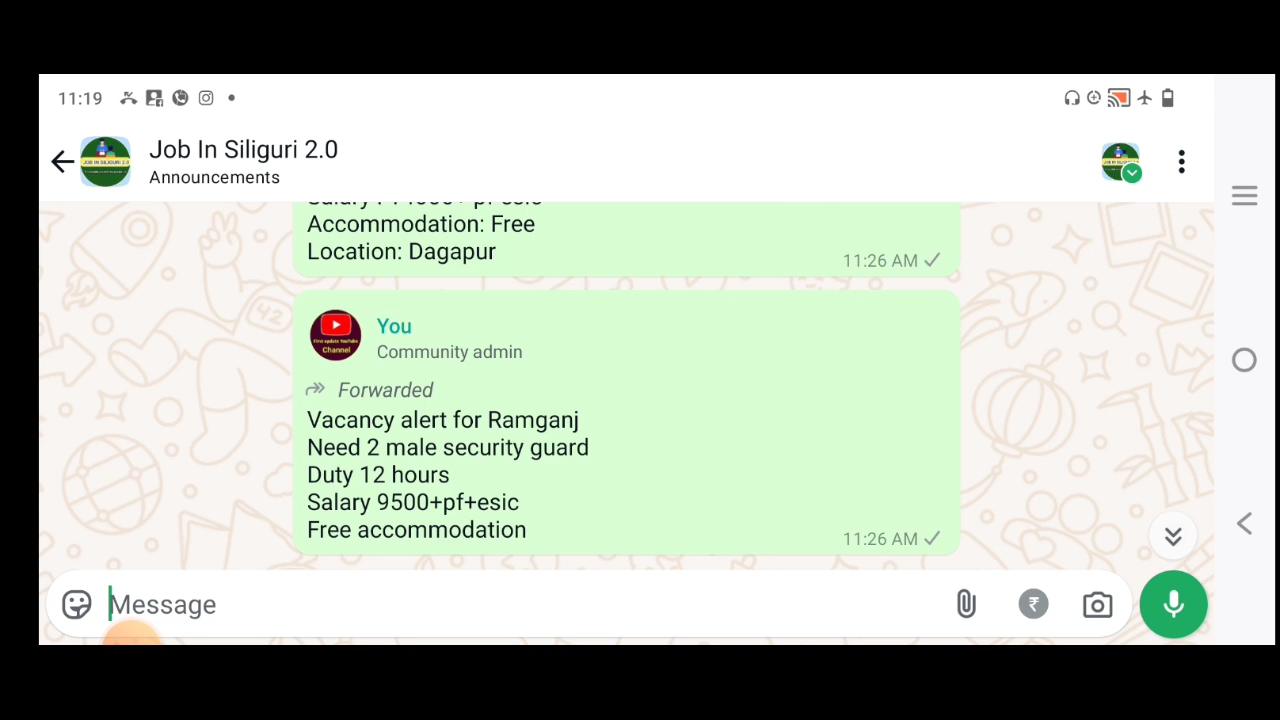 11:19
Job In Siliguri 2.0
Announcements
Accommodation: Free
Location: Dagapur
11:26 AM
You
Community admin
Forwarded
Vacancy alert for Ramganj
Need 2 male security guard
Duty 12 hours
Salary 9500+pf+esic
Free accommodation
11:26 AM
Message